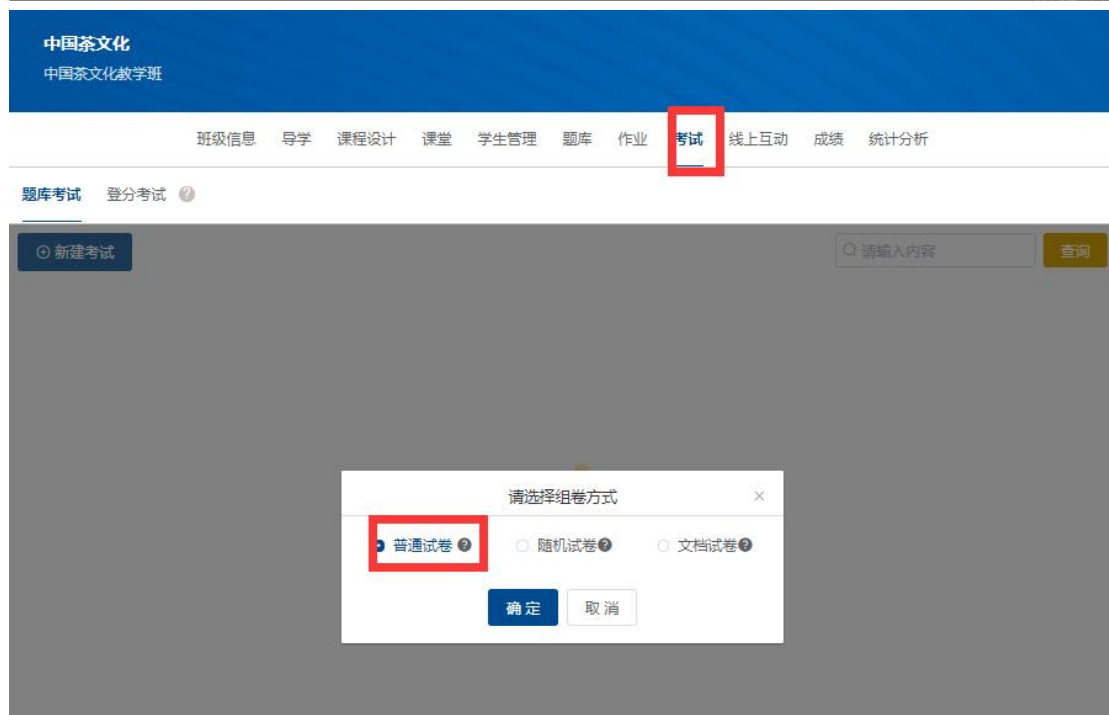 中国茶文化
中国茶文化教学班
班级信息 导学 课程设计 课堂 学生管理 题库 作业 考试 线上互动 成绩 统计分析
题库考试 登分考试 ?
新建考试 请输入内容 查询
请选择组卷方式 ×
普通试卷 ? 随机试卷 ? 文档试卷 ?
确定 取消